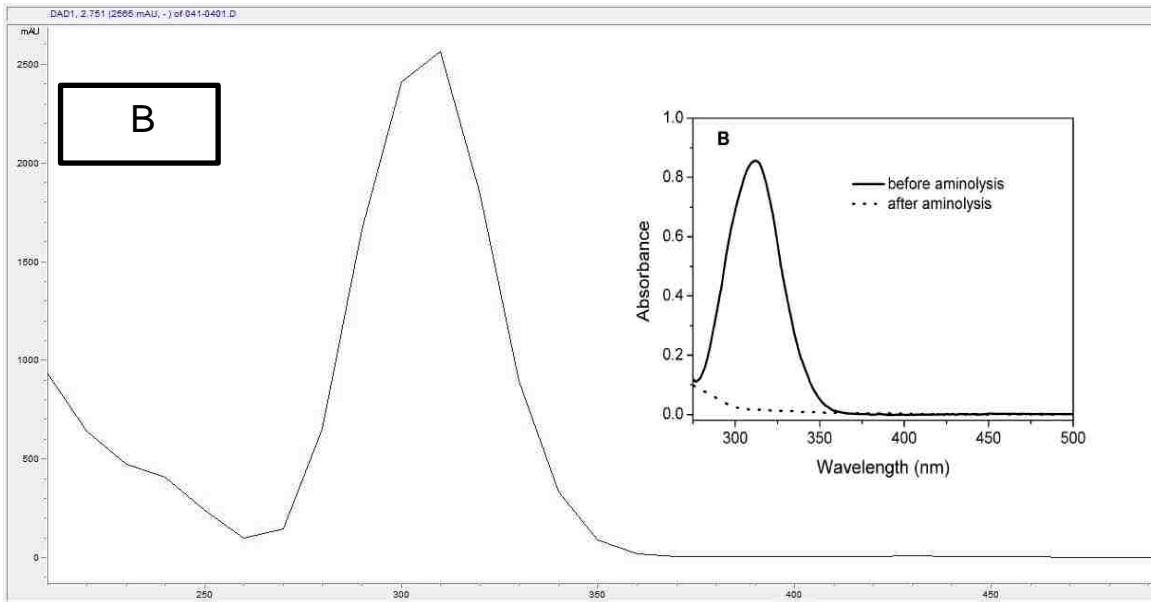 DAD1, 2.751 (2565 mAU, - ) of 041-0401.D
mAU
2500
2000
1500
1000
500
0
250
300
350
400
450
B
B
before aminolysis
after aminolysis
Absorbance
1.0
0.8
0.6
0.4
0.2
0.0
300
350
400
450
500
Wavelength (nm)